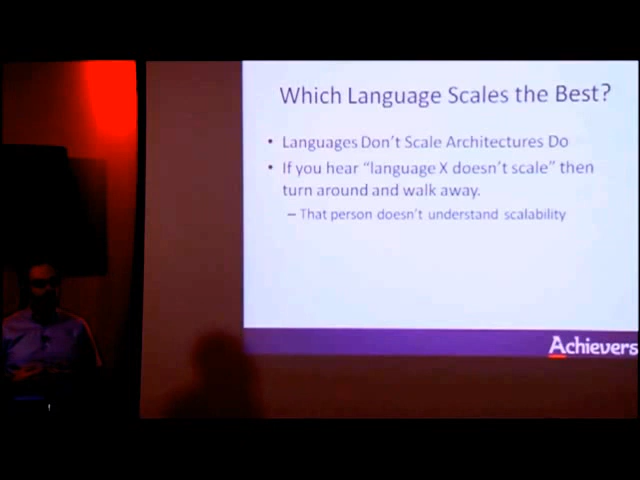 Which Language Scales the Best?
• Languages Don't Scale Architectures Do
• If you hear “language X doesn't scale” then
turn around and walk away.
– That person doesn't understand scalability
Achievers